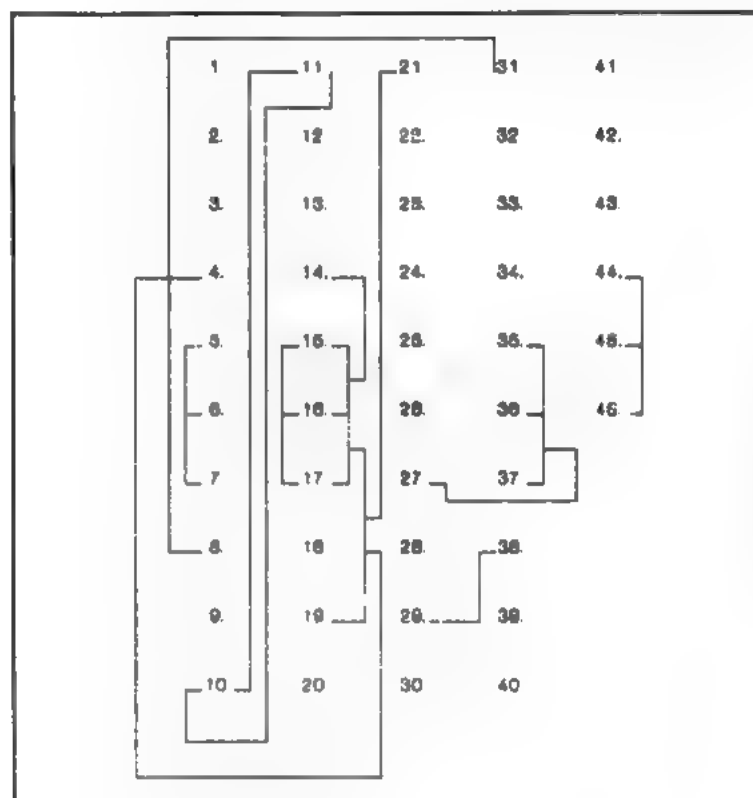 1 11 21 31 41
2. 12 22. 32 42.
3. 13. 23. 33. 43.
4. 14. 24. 34. 44.
5. 15. 25. 35. 45.
6. 16. 26. 36 46.
7 17. 27 37.
8. 18 28. 38.
9. 19 29. 39.
10 20 30 40